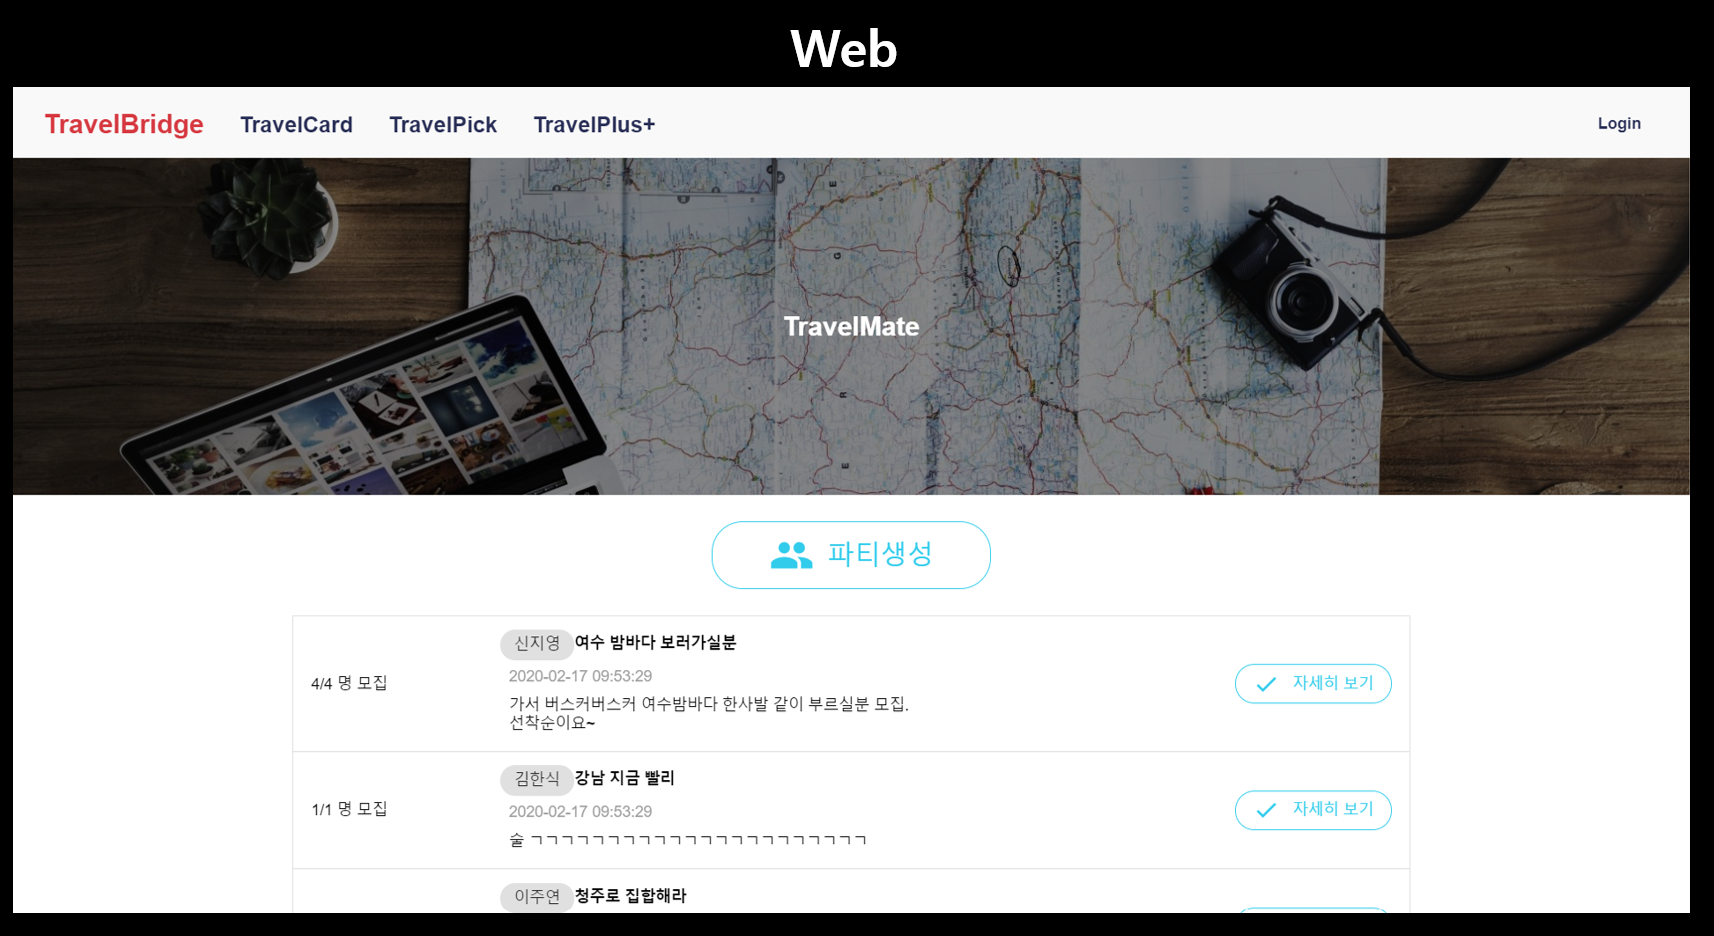 Web
TravelBridge TravelCard TravelPick TravelPlus+ Login
TravelMate
파티생성
신지영 여수 밤바다 보러가실분
2020-02-17 09:53:29
4/4 명 모집
자세히 보기
가서 버스커버스커 여수밤바다 한사발 같이 부르실분 모집.
선착순이요~
김한식 강남 지금 빨리
2020-02-17 09:53:29
1/1 명 모집
자세히 보기
술 ㄱㄱㄱㄱㄱㄱㄱㄱㄱㄱㄱㄱㄱㄱㄱㄱㄱㄱㄱㄱㄱㄱ
이주연 청주로 집합해라